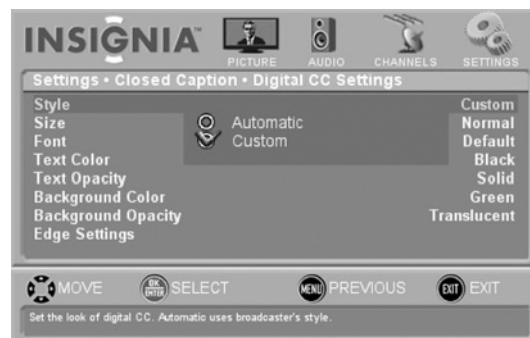 INSIGNIA™
PICTURE AUDIO CHANNELS SETTINGS
Settings • Closed Caption • Digital CC Settings
Style Custom
Size Automatic Normal
Font Custom Default
Text Color Black
Text Opacity Solid
Background Color Green
Background Opacity Translucent
Edge Settings
MOVE OK ENTER SELECT MENU PREVIOUS EXIT EXIT
Set the look of digital CC. Automatic uses broadcaster's style.